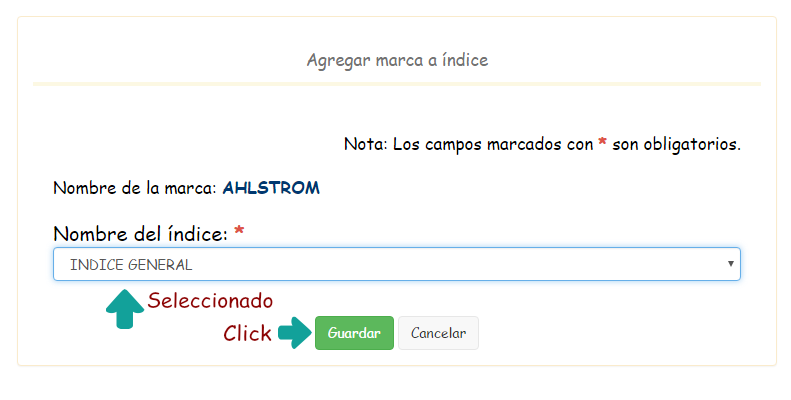 Agregar marca a índice
Nota: Los campos marcados con * son obligatorios.
Nombre de la marca: AHLSTROM
Nombre del índice: *
INDICE GENERAL
Seleccionado
Click Guardar Cancelar